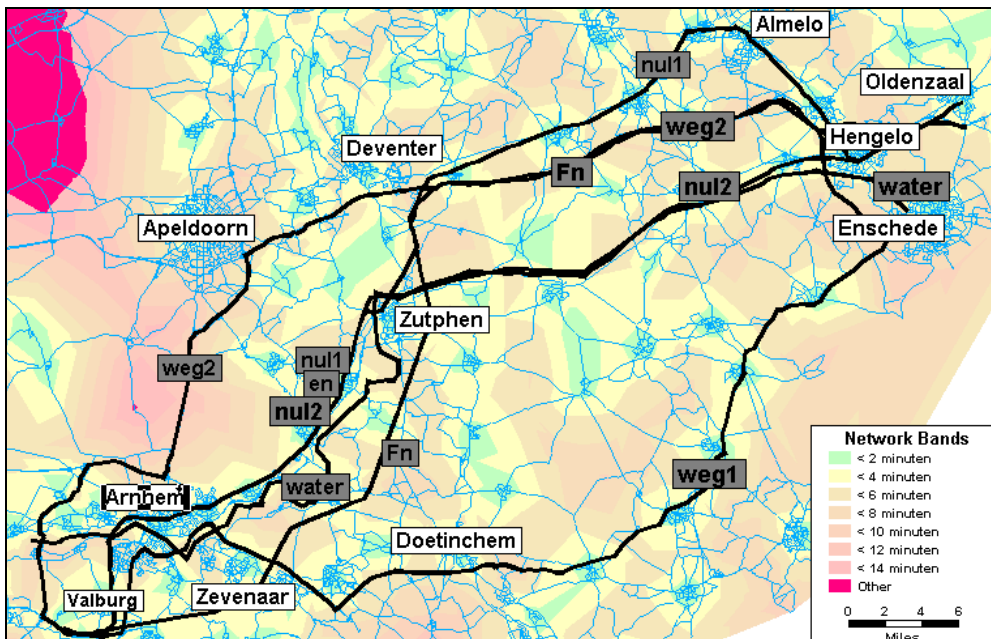 Almelo
nul1
Oldenzaal
weg2
Hengelo
Deventer
Fn
nul2
water
Apeldoorn
Enschede
Zutphen
nul1
en
nul2
weg2
Fn
weg1
water
Arnhem
Doetinchem
Valburg
Zevenaar
Network Bands
< 2 minuten
< 4 minuten
< 6 minuten
< 8 minuten
< 10 minuten
< 12 minuten
< 14 minuten
Other
0 2 4 6
Miles